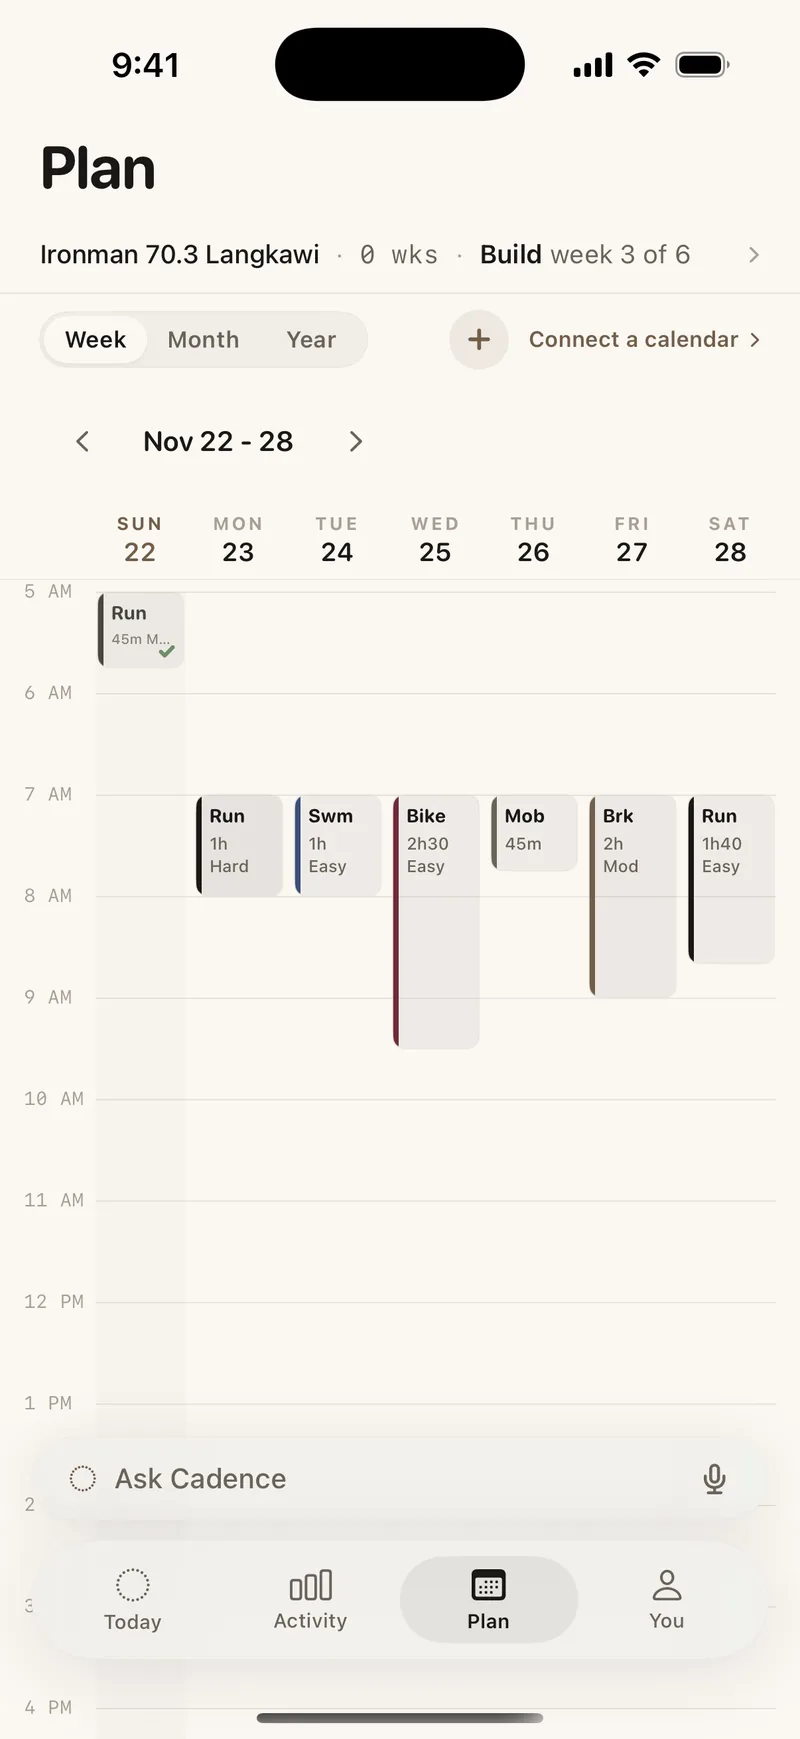 9:41
Plan
Ironman 70.3 Langkawi · 0 wks · Build week 3 of 6
Week Month Year
Connect a calendar
Nov 22 - 28
SUN MON TUE WED THU FRI SAT
22 23 24 25 26 27 28
5 AM
Run
45m M...
6 AM
7 AM
Run
1h
Hard
Swm
1h
Easy
Bike
2h30
Easy
Mob
45m
Brk
2h
Mod
Run
1h40
Easy
8 AM
9 AM
10 AM
11 AM
12 PM
1 PM
Ask Cadence
2
3
Today Activity Plan You
4 PM